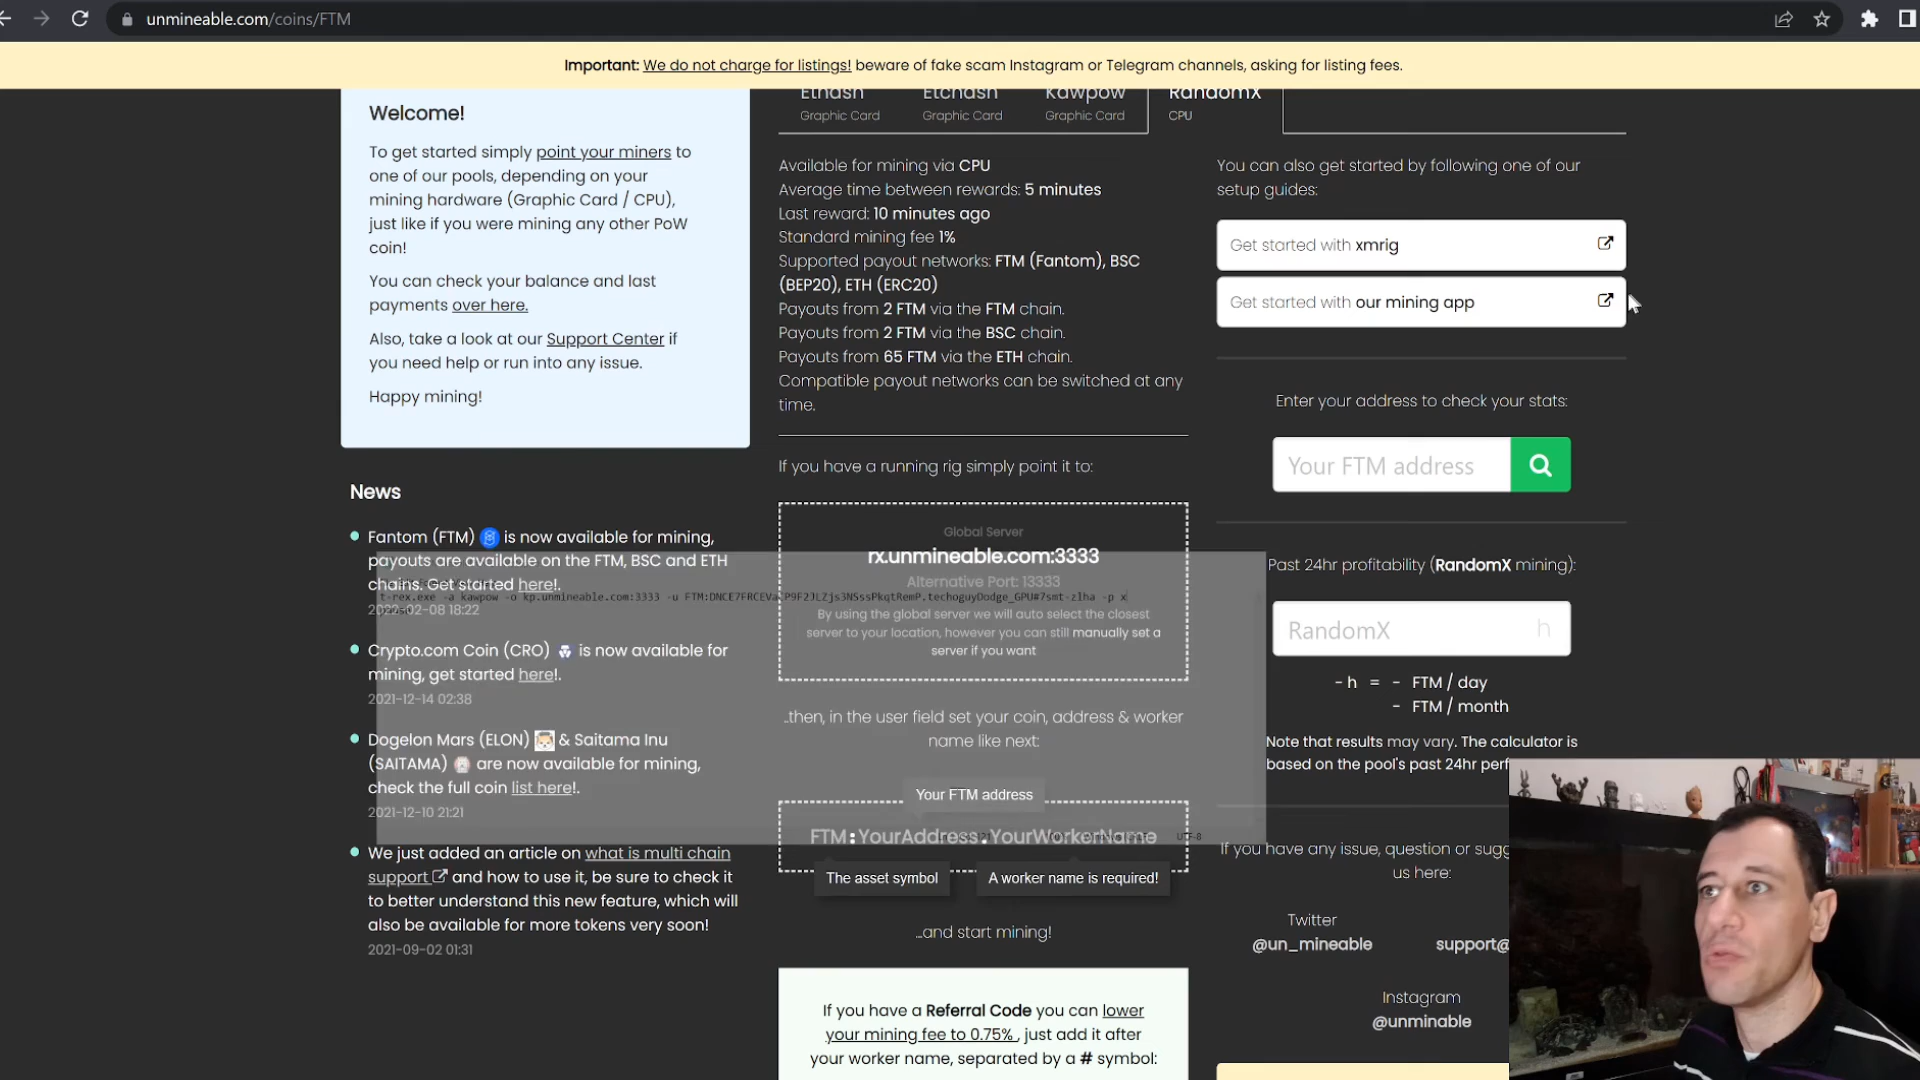 unmineable.com/coins/FTM
Important: We do not charge for listings! beware of fake scam Instagram or Telegram channels, asking for listing fees.
Welcome!
To get started simply point your miners to
one of our pools, depending on your
mining hardware (Graphic Card / CPU),
just like if you were mining any other PoW
coin!
You can check your balance and last
payments over here.
Also, take a look at our Support Center if
you need help or run into any issue.
Happy mining!
News
Fantom (FTM) is now available for mining,
payouts are available on the FTM, BSC and ETH
chains. Get started here!.
2022-02-08 18:22
Crypto.com Coin (CRO) is now available for
mining, get started here!.
2021-12-14 02:38
Dogelon Mars (ELON) & Saitama Inu
(SAITAMA) are now available for mining,
check the full coin list here!.
2021-12-10 21:21
We just added an article on what is multi chain
support and how to use it, be sure to check it
to better understand this new feature, which will
also be available for more tokens very soon!
2021-09-02 01:31
Ethash Etchash Kawpow RandomX
Graphic Card Graphic Card Graphic Card CPU
Available for mining via CPU
Average time between rewards: 5 minutes
Last reward: 10 minutes ago
Standard mining fee 1%
Supported payout networks: FTM (Fantom), BSC
(BEP20), ETH (ERC20)
Payouts from 2 FTM via the FTM chain.
Payouts from 2 FTM via the BSC chain.
Payouts from 65 FTM via the ETH chain.
Compatible payout networks can be switched at any
time.
If you have a running rig simply point it to:
Global Server
rx.unmineable.com:3333
Alternative Port: 13333
t-rex.exe -a kawpow -o kp.unmineable.com:3333 -u .techoguyDodge_GPU#7smt-zlha -p x
By using the global server we will auto select the closest
server to your location, however you can still manually set a
server if you want
..then, in the user field set your coin, address & worker
name like next:
Your FTM address
FTM:YourAddress.YourWorkerName
UTF-8
The asset symbol
A worker name is required!
...and start mining!
If you have a Referral Code you can lower
your mining fee to 0.75% , just add it after
your worker name, separated by a # symbol:
You can also get started by following one of our
setup guides:
Get started with xmrig
Get started with our mining app
Enter your address to check your stats:
Your FTM address
Past 24hr profitability (RandomX mining):
RandomX h
- h = - FTM / day
- FTM / month
Note that results may vary. The calculator is
based on the pool's past 24hr perf
If you have any issue, question or sugg
us here:
Twitter
@un_mineable support@
Instagram
@unminable